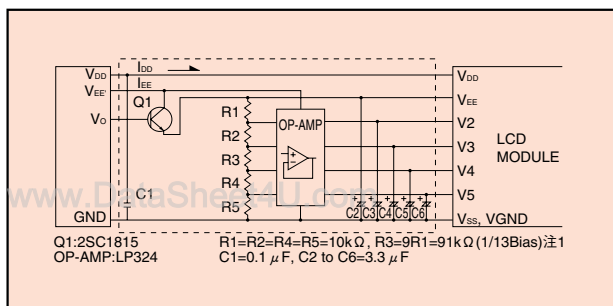 VDD
IDD
VDD
VEE'
IEE
VEE
Q1
VO
R1
OP-AMP
V2
R2
LCD
MODULE
R3
V3
R4
V4
C1
V5
www.DataSheet4U.com
GND
R5
C2
C3
C4
C5
C6
VSS, VGND
Q1:2SC1815
R1=R2=R4=R5=10kΩ, R3=9R1=91kΩ(1/13Bias)注1
OP-AMP:LP324
C1=0.1μF, C2 to C6=3.3μF